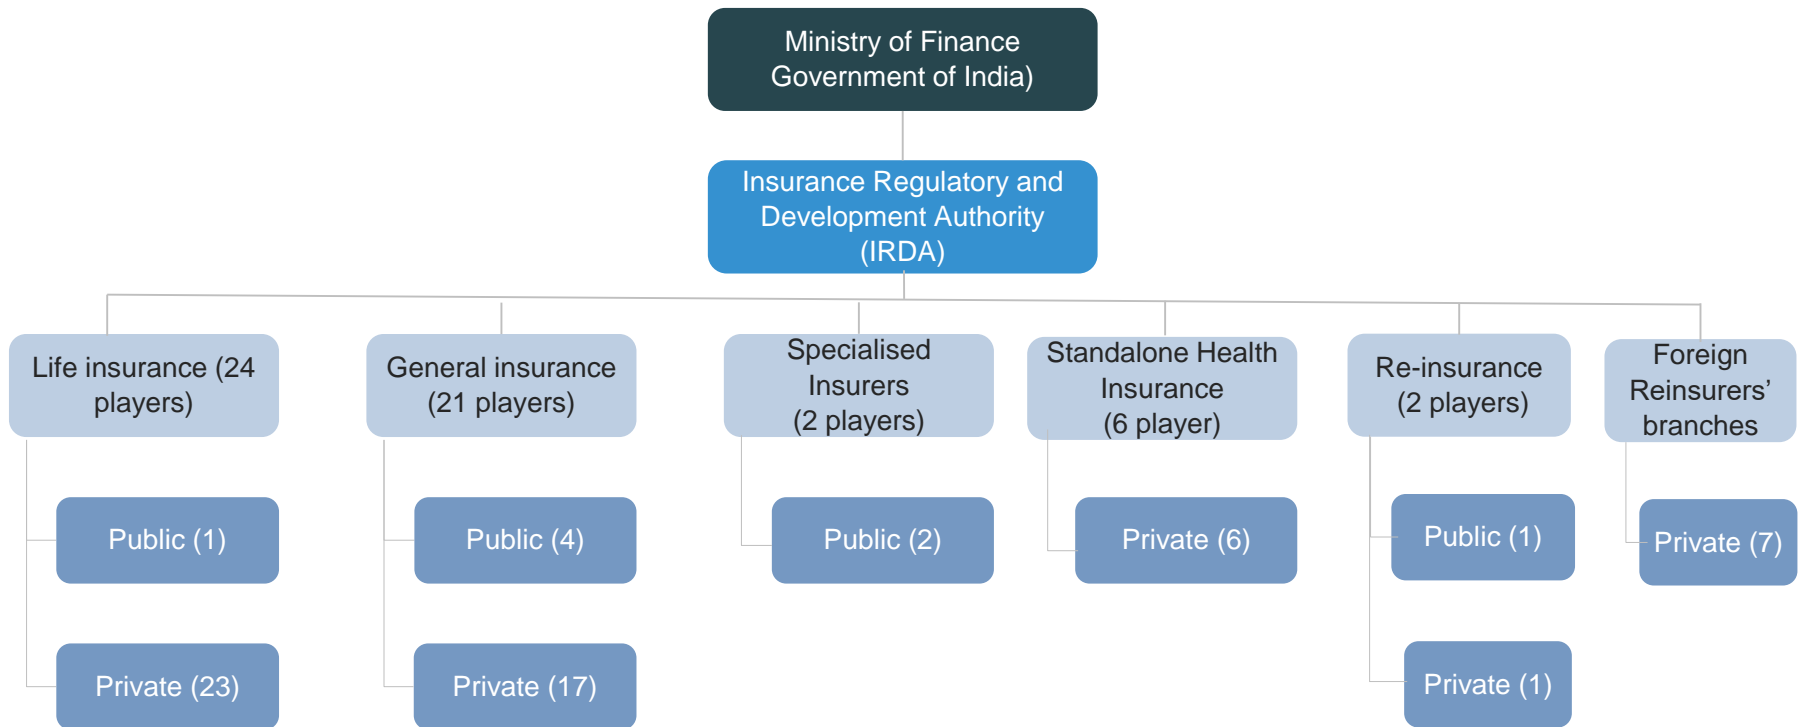 Ministry of Finance
Government of India)
Insurance Regulatory and
Development Authority
(IRDA)
Life insurance (24
players)
General insurance
(21 players)
Specialised
Insurers
(2 players)
Standalone Health
Insurance
(6 player)
Re-insurance
(2 players)
Foreign
Reinsurers’
branches
Public (1)
Public (4)
Public (2)
Private (6)
Public (1)
Private (7)
Private (23)
Private (17)
Private (1)